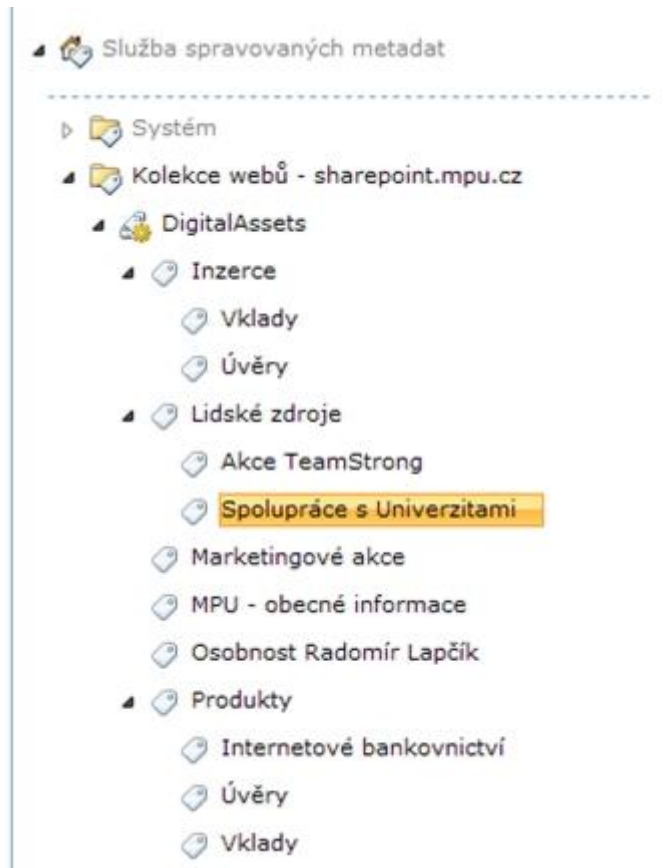 Služba spravovaných metadat
Systém
Kolekce webů - sharepoint.mpu.cz
DigitalAssets
Inzerce
Vklady
Úvěry
Lidské zdroje
Akce TeamStrong
Spolupráce s Univerzitami
Marketingové akce
MPU - obecné informace
Osobnost Radomír Lapčík
Produkty
Internetové bankovnictví
Úvěry
Vklady